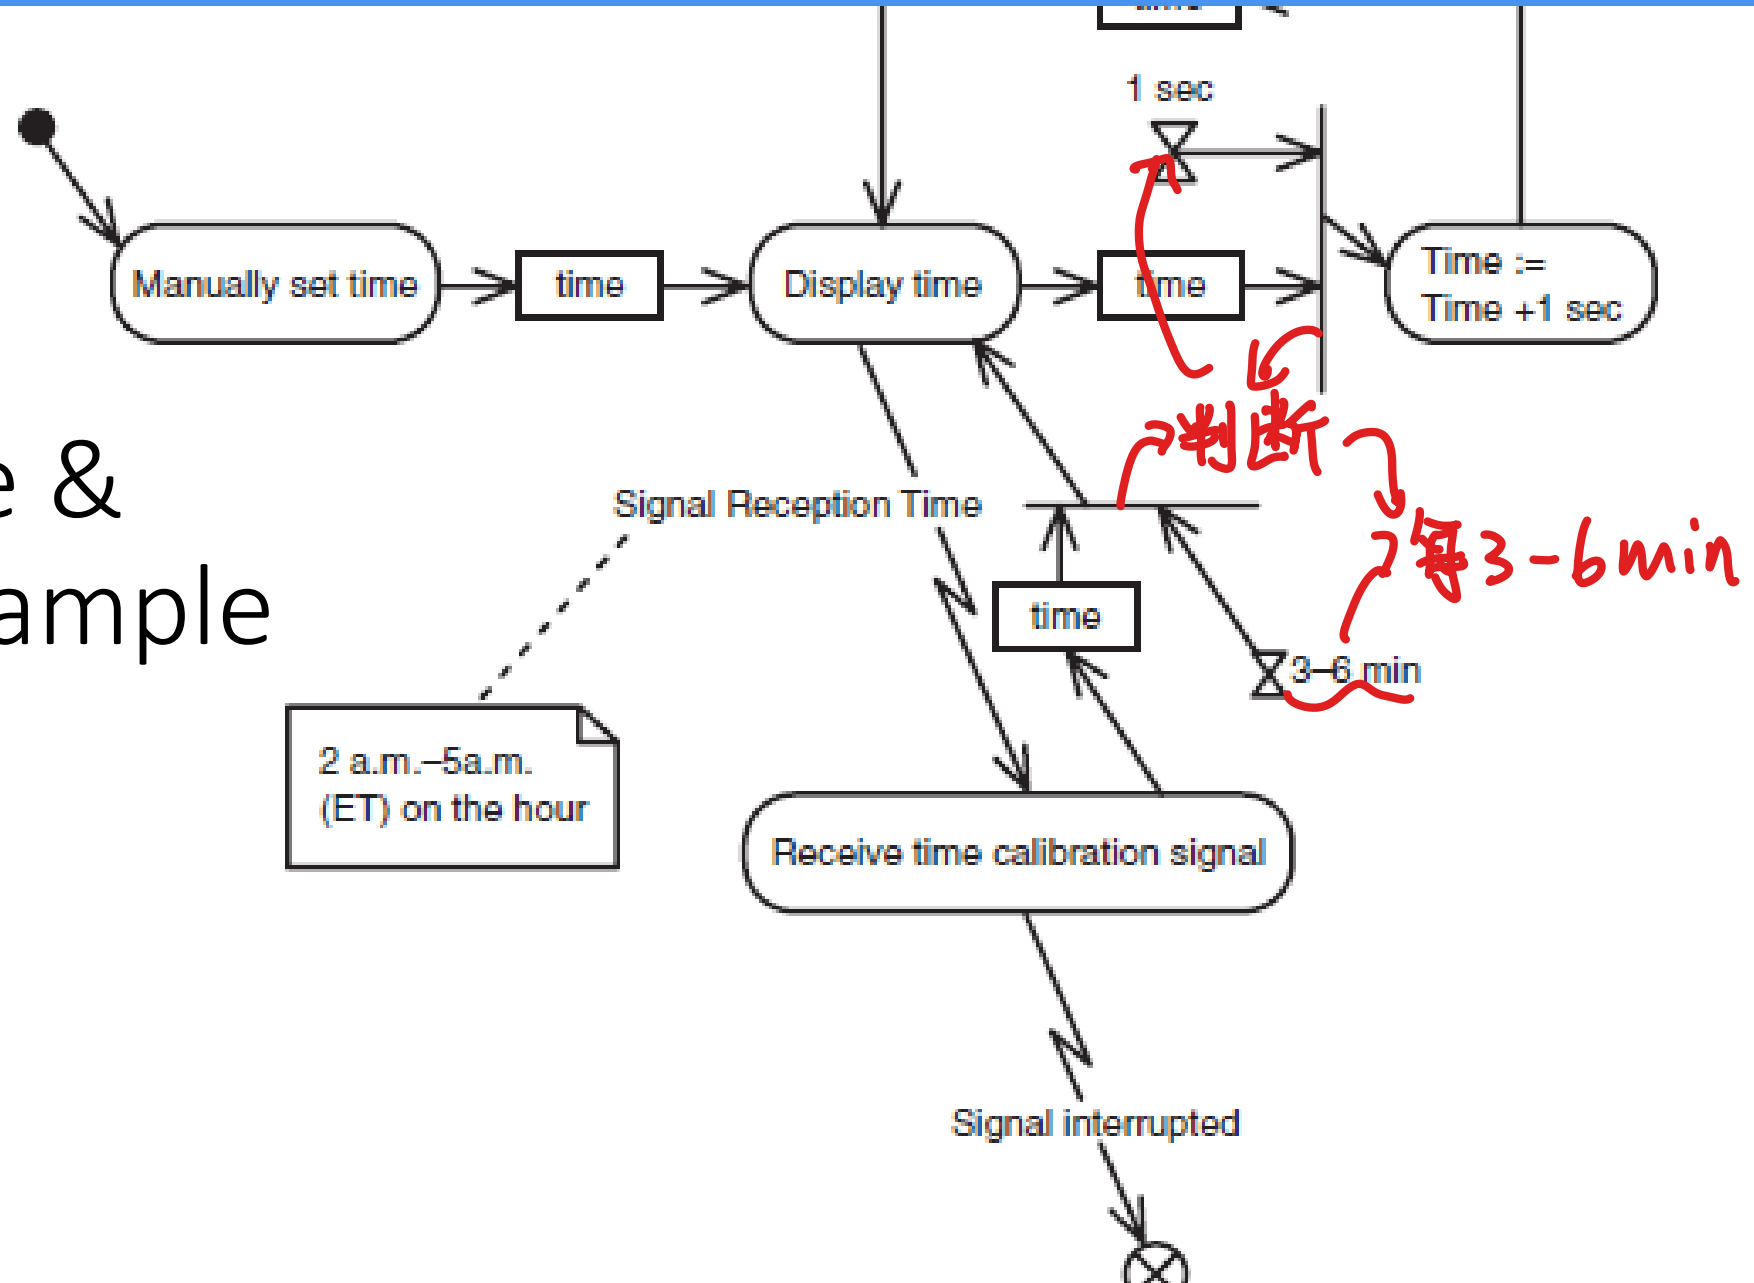 time
1 sec
Manually set time
time
Display time
time
Time :=
Time +1 sec
判断
e &
Signal Reception Time
每3-6min
ample
time
3–6 min
2 a.m.–5a.m.
(ET) on the hour
Receive time calibration signal
Signal interrupted